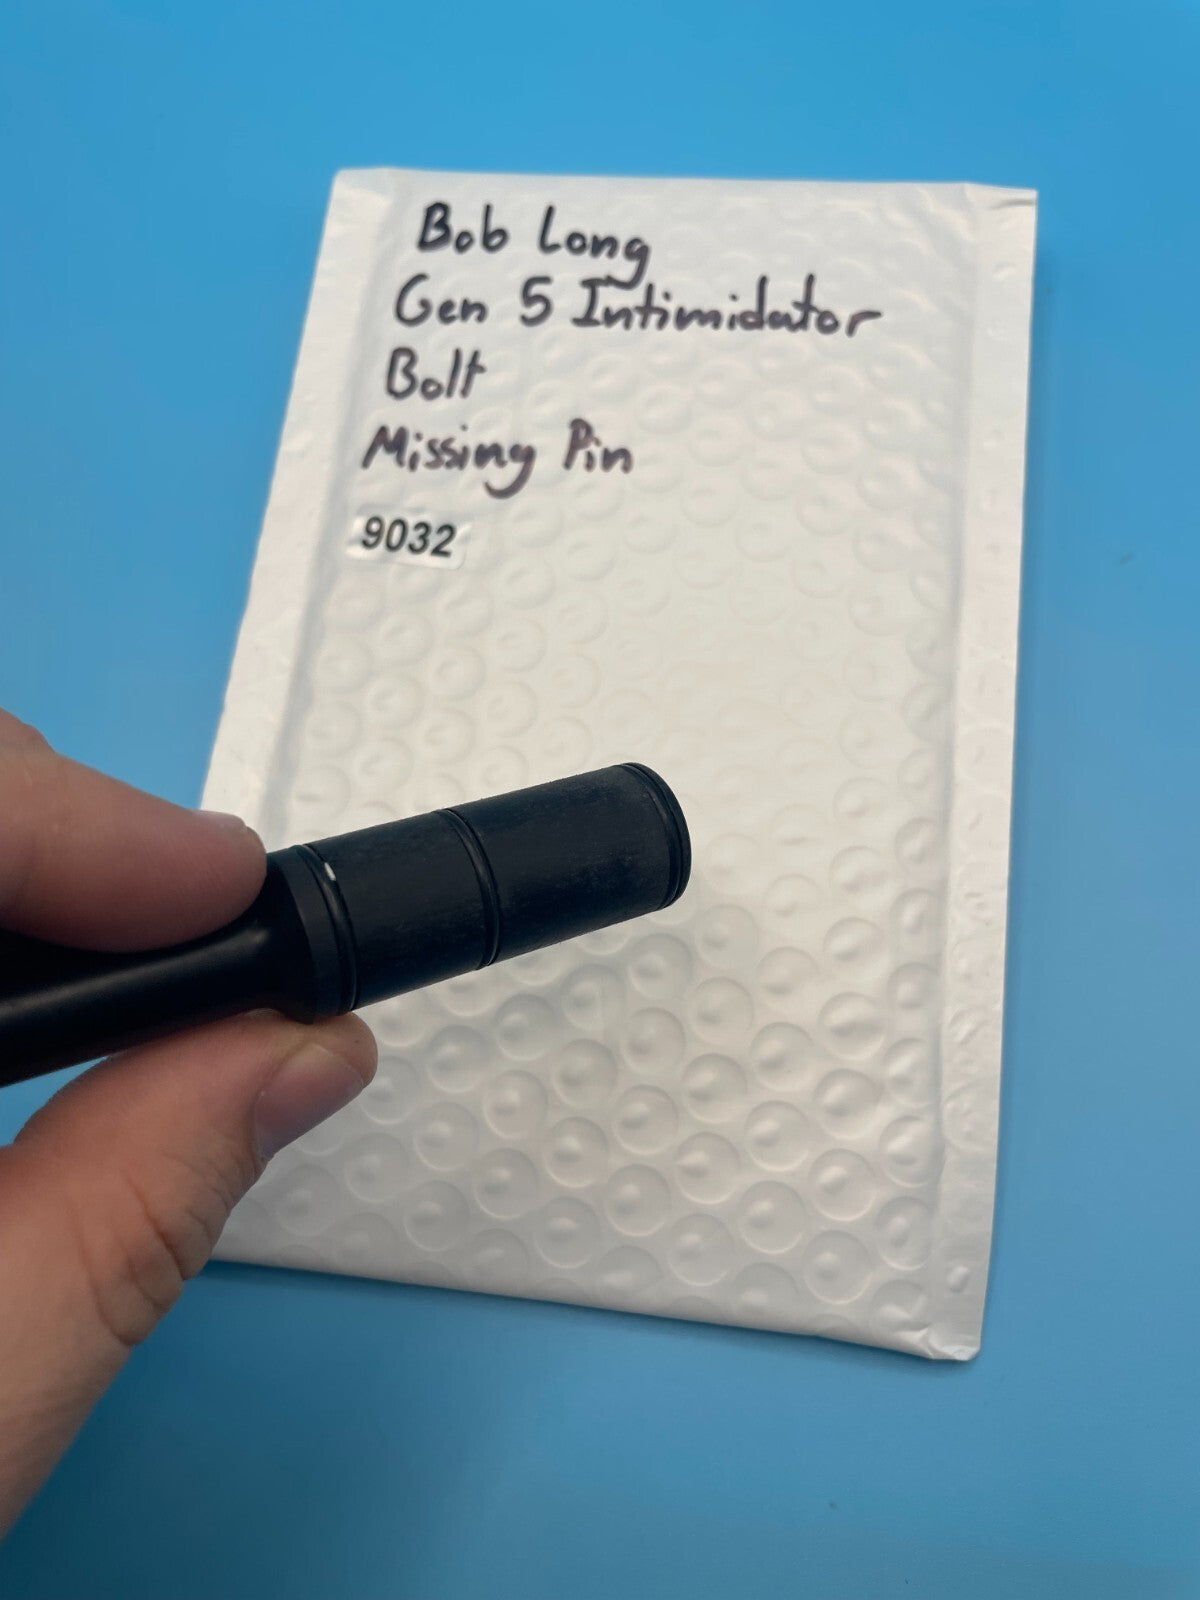 Bob Long
Gen 5 Intimidator
Bolt
Missing Pin
9032